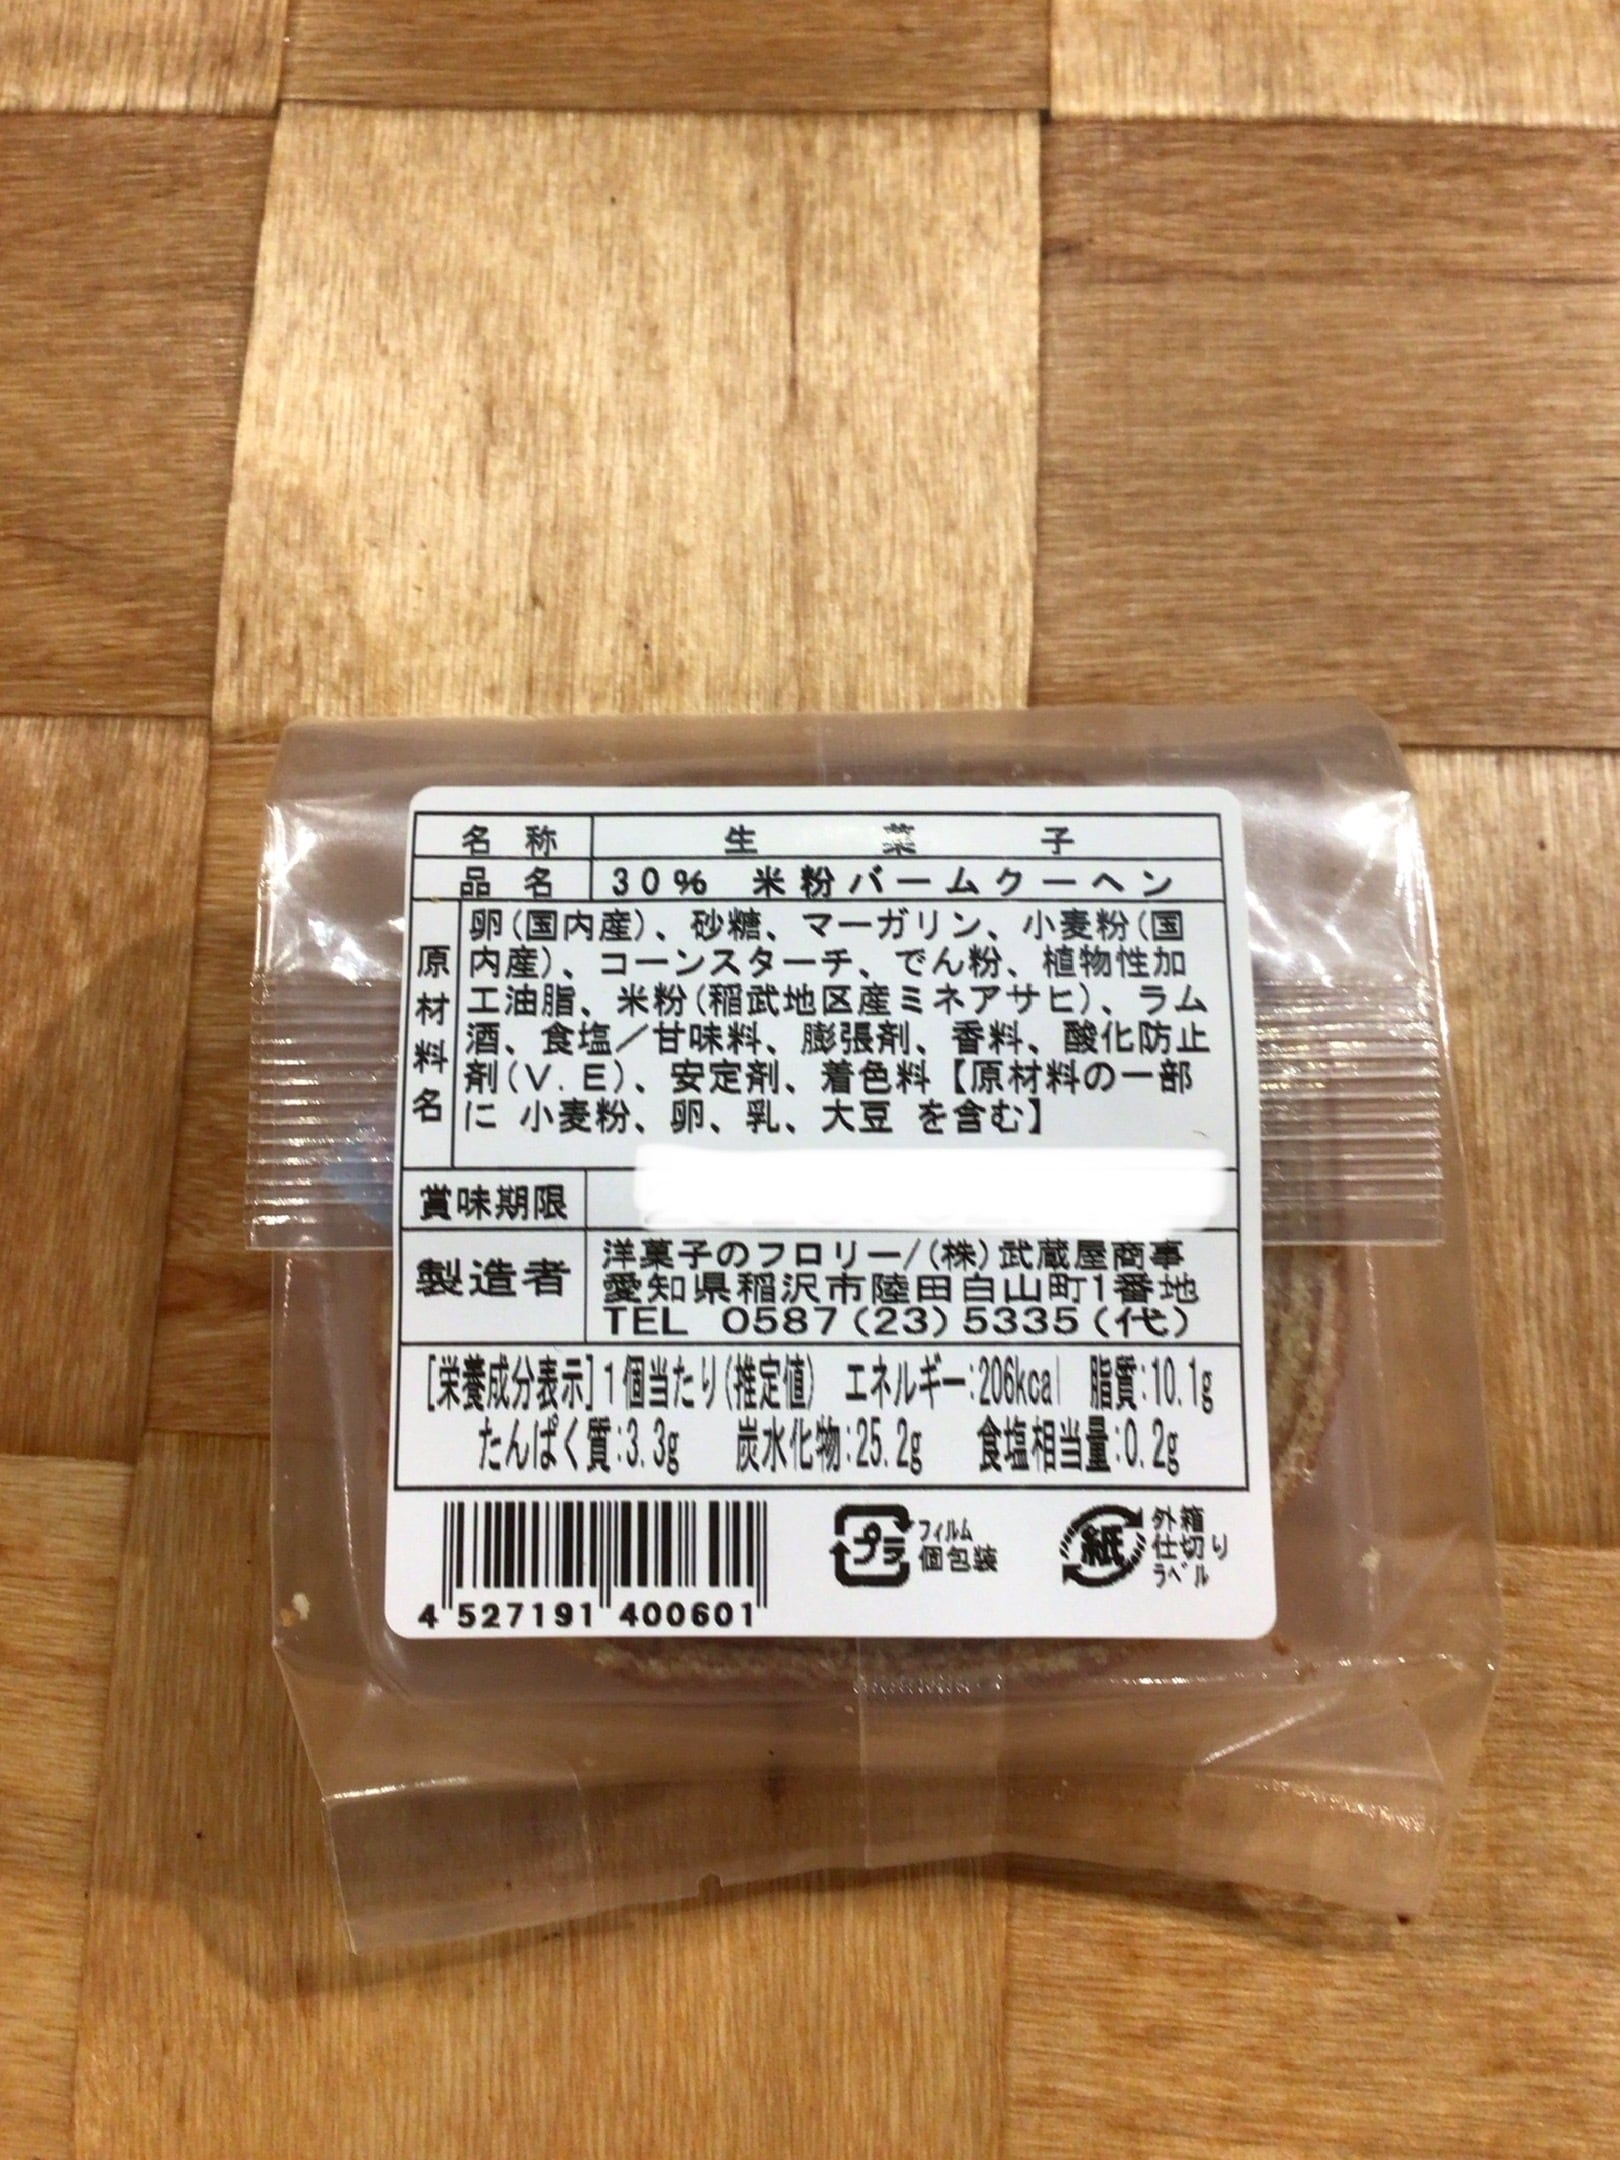 名称 生菓子
品名 30% 米粉バームクーヘン
原材料名
卵(国内産)、砂糖、マーガリン、小麦粉(国
内産)、コーンスターチ、でん粉、植物性加
工油脂、米粉(稲武地区産ミネアサヒ)、ラム
酒、食塩/甘味料、膨張剤、香料、酸化防止
剤(V.E)、安定剤、着色料【原材料の一部
に 小麦粉、卵、乳、大豆 を含む】
賞味期限
製造者
洋菓子のフロリー/(株)武蔵屋商事
愛知県稲沢市陸田白山町1番地
TEL 0587(23)5335(代)
[栄養成分表示]1個当たり(推定値) エネルギー:206kcal 脂質:10.1g
たんぱく質:3.3g 炭水化物:25.2g 食塩相当量:0.2g
プラ
フィルム
個包装
紙
外箱
仕切り
ラベル
4 527191 400601